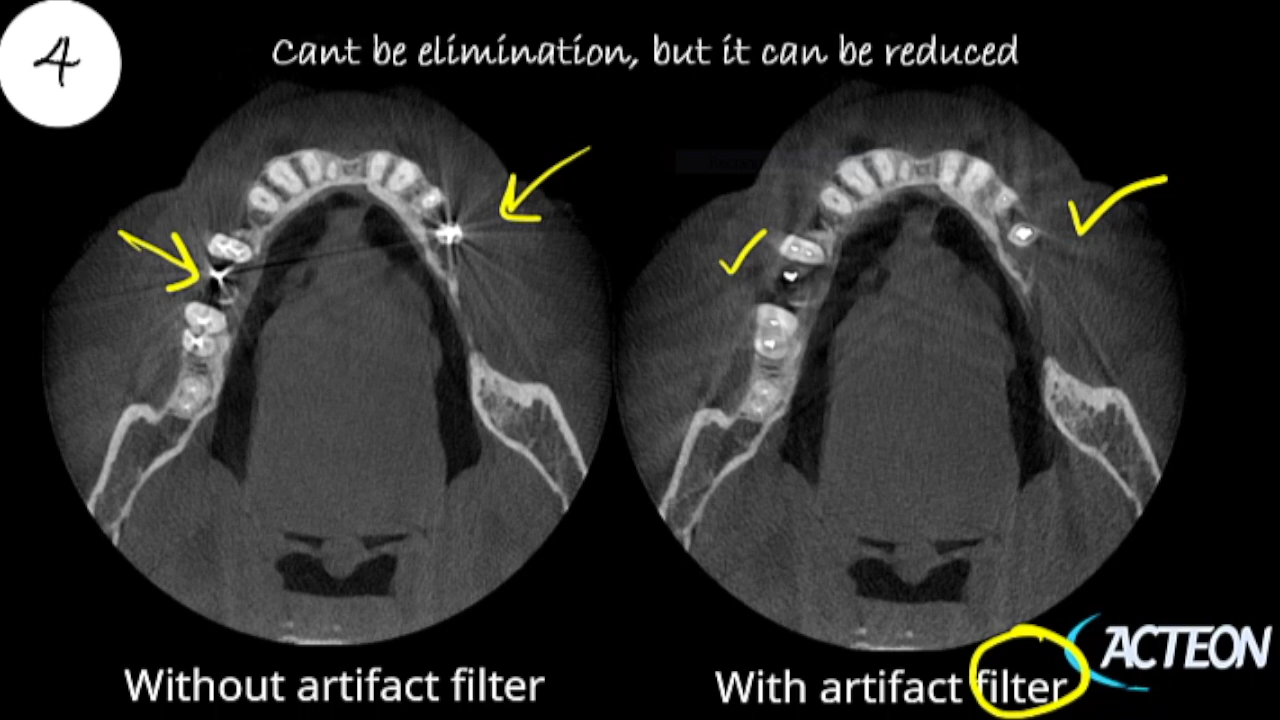 4
Cant be elimination, but it can be reduced
Without artifact filter
With artifact filter
ACTEON